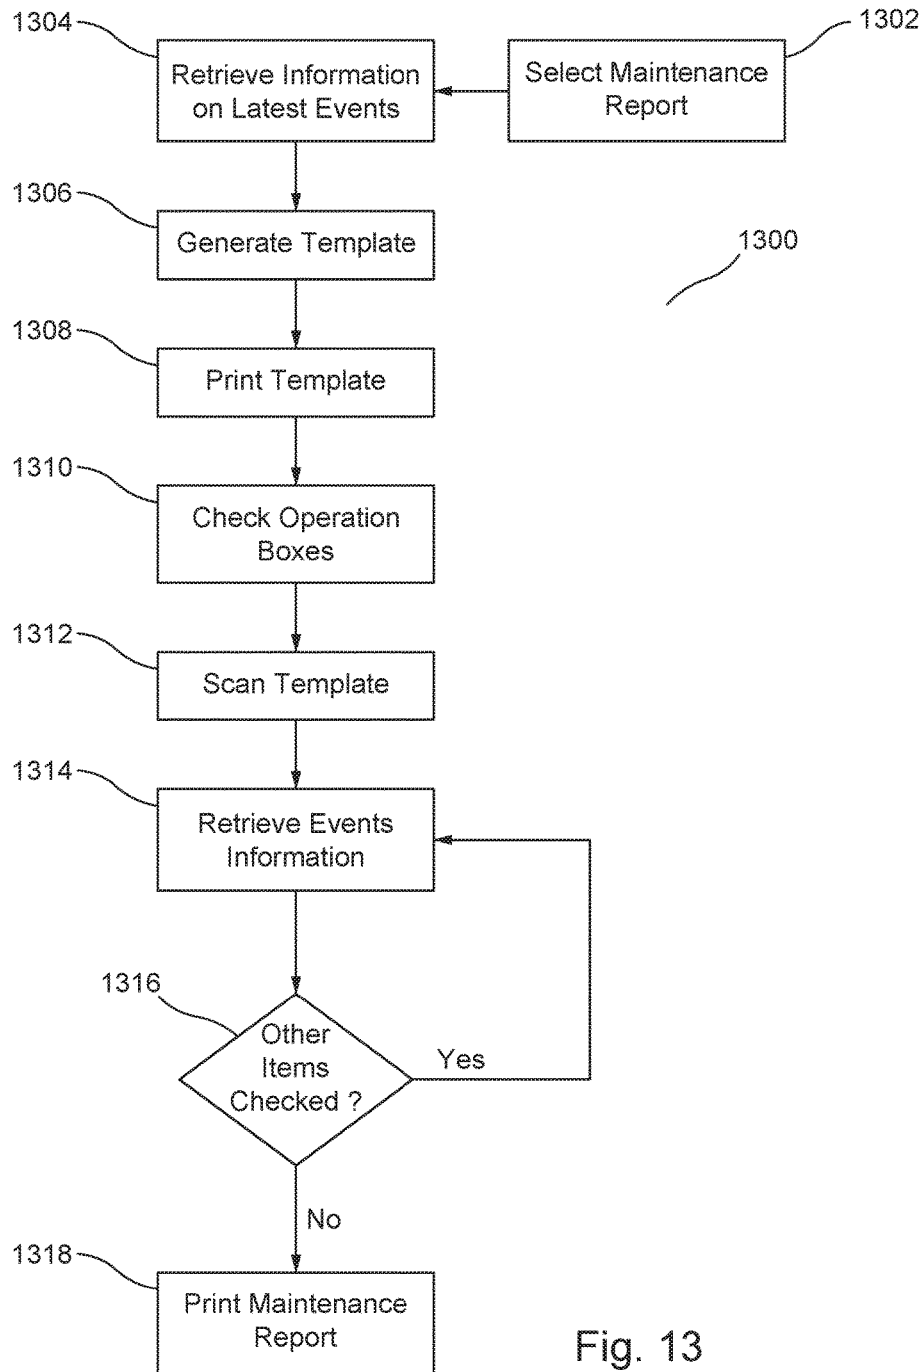 1304
1302
Retrieve Information
on Latest Events
Select Maintenance
Report
1306
Generate Template
1300
1308
Print Template
1310
Check Operation
Boxes
1312
Scan Template
1314
Retrieve Events
Information
1316
Other
Items
Checked ?
Yes
No
1318
Print Maintenance
Report
Fig. 13